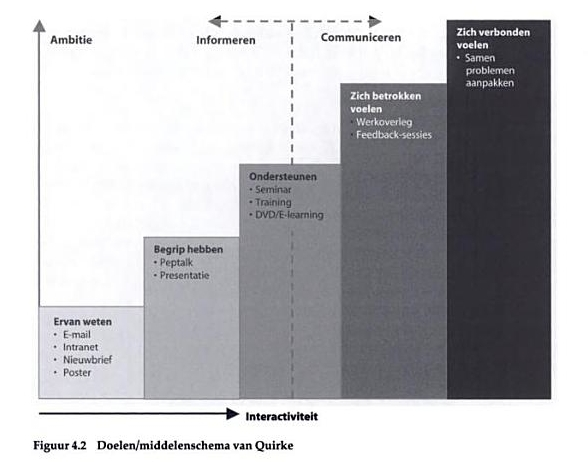 Ambitie
Informeren
Communiceren
Zich verbonden
voelen
• Samen
problemen
aanpakken
Zich betrokken
voelen
• Werkoverleg
• Feedback-sessies
Ondersteunen
• Seminar
• Training
• DVD/E-learning
Begrip hebben
• Peptalk
• Presentatie
Ervan weten
• E-mail
• Intranet
• Nieuwbrief
• Poster
Interactiviteit
Figuur 4.2 Doelen/middelenschema van Quirke